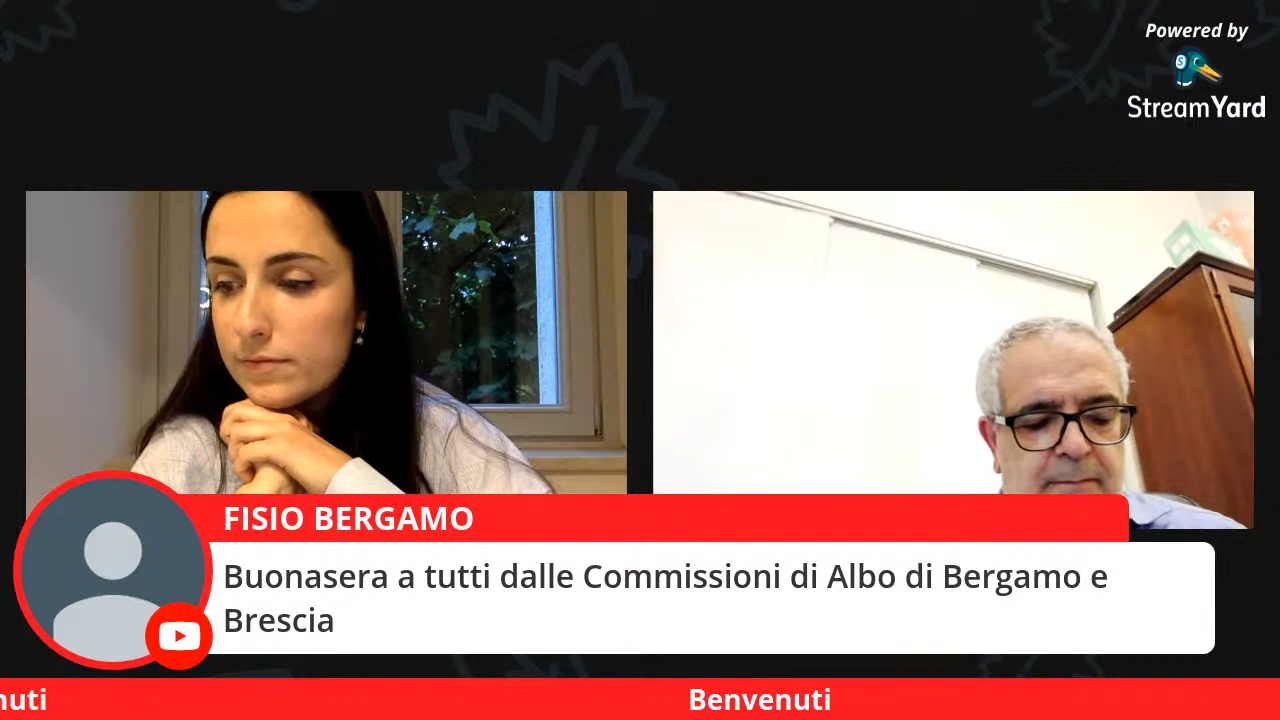 Powered by
StreamYard
FISIO BERGAMO
Buonasera a tutti dalle Commissioni di Albo di Bergamo e
Brescia
nuti
Benvenuti